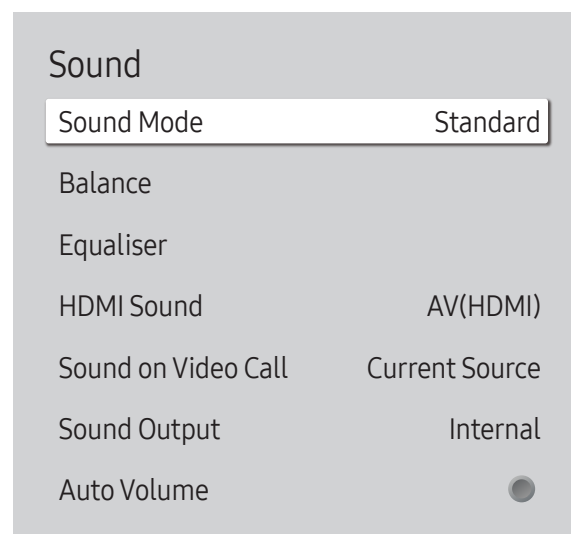 Sound
Sound Mode Standard
Balance
Equaliser
HDMI Sound AV(HDMI)
Sound on Video Call Current Source
Sound Output Internal
Auto Volume